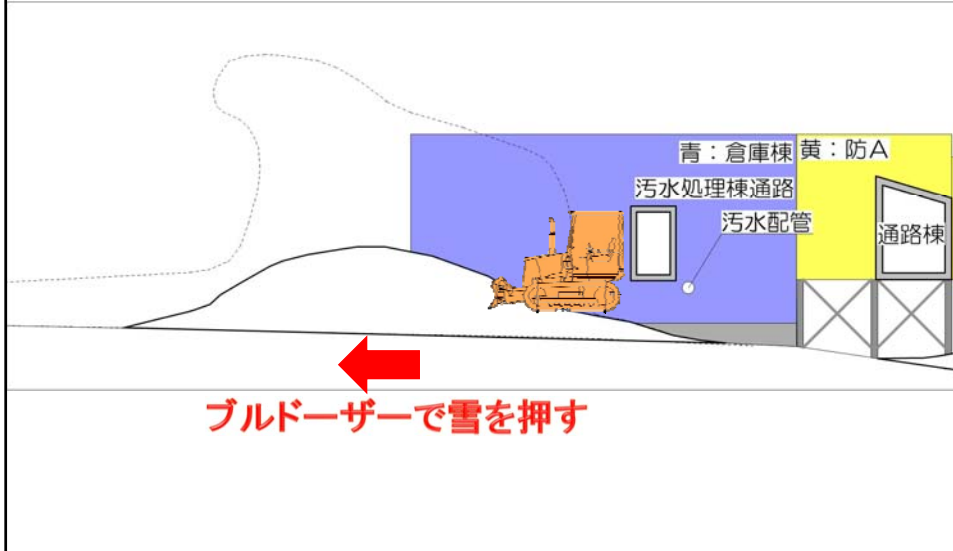 青：倉庫棟
黄：防A
汚水処理棟通路
汚水配管
通路棟
ブルドーザーで雪を押す